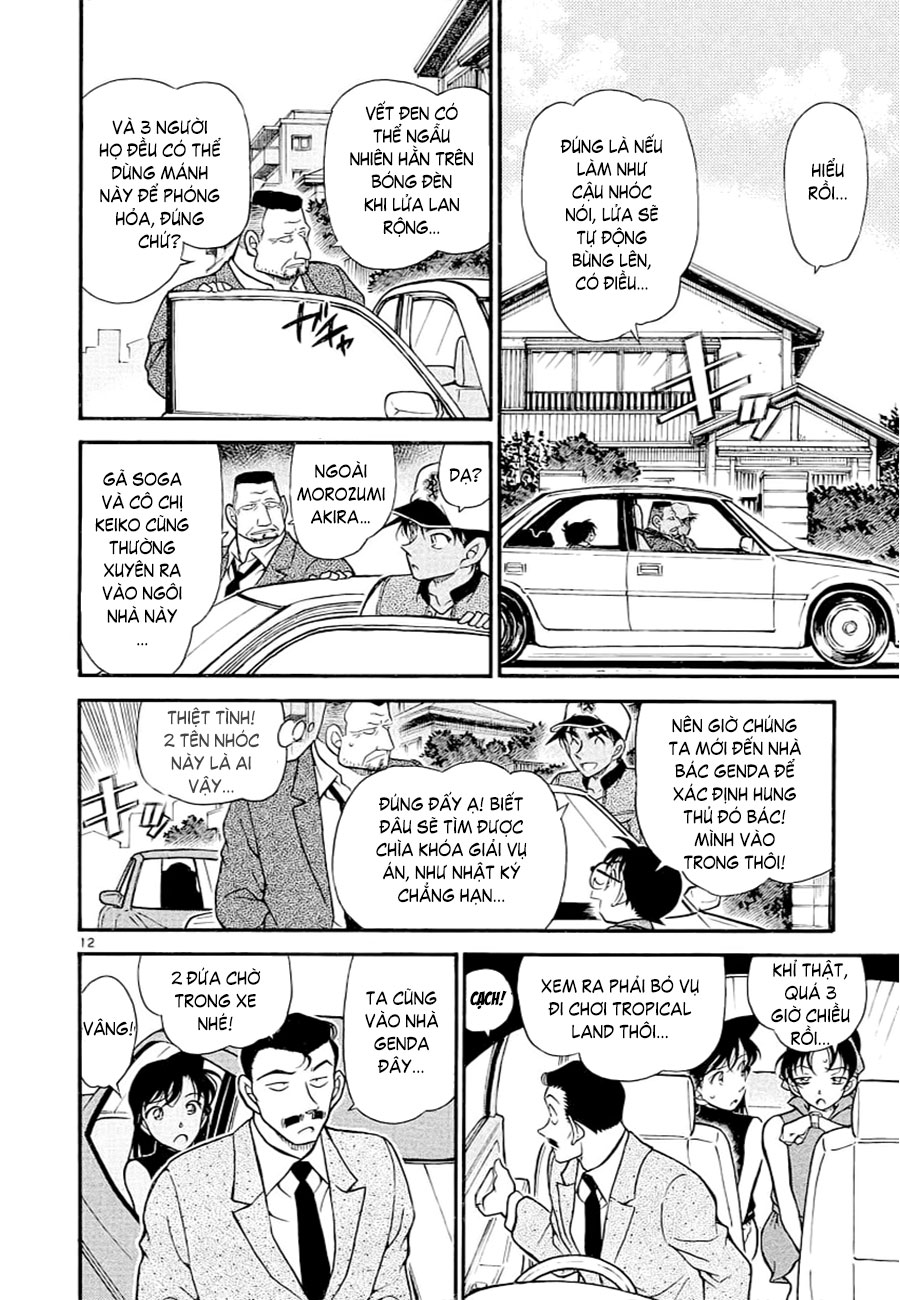 HIỂU
RỒI...
ĐÚNG LÀ NẾU
LÀM NHƯ
CẬU NHÓC
NÓI, LỬA SẼ
TỰ ĐỘNG
BÙNG LÊN,
CÓ ĐIỀU...
VẾT ĐEN CÓ
THỂ NGẪU
NHIÊN HẰN TRÊN
BÓNG ĐÈN
KHI LỬA LAN
RỘNG...
VÀ 3 NGƯỜI
HỌ ĐỀU CÓ THỂ
DÙNG MÁNH
NÀY ĐỂ PHÓNG
HỎA, ĐÚNG
CHỨ?
DẠ?
NGOÀI
MOROZUMI
AKIRA...
GÃ SOGA
VÀ CÔ CHỊ
KEIKO CŨNG
THƯỜNG
XUYÊN RA
VÀO NGÔI
NHÀ NÀY
...
NÊN GIỜ CHÚNG
TA MỚI ĐẾN NHÀ
BÁC GENDA ĐỂ
XÁC ĐỊNH HUNG
THỦ ĐÓ BÁC!
MÌNH VÀO
TRONG THÔI!
ĐÚNG ĐẤY Ạ! BIẾT
ĐÂU SẼ TÌM ĐƯỢC
CHÌA KHÓA GIẢI VỤ
ÁN, NHƯ NHẬT KÝ
CHẲNG HẠN...
THIỆT TÌNH!
2 TÊN NHÓC
NÀY LÀ AI
VẬY...
12
KHỈ THẬT,
QUÁ 3
GIỜ CHIỀU
RỒI...
XEM RA PHẢI BỎ VỤ
ĐI CHƠI TROPICAL
LAND THÔI...
CẠCH!
TA CŨNG
VÀO NHÀ
GENDA
ĐÂY...
2 ĐỨA CHỜ
TRONG XE
NHÉ!
VÂNG!